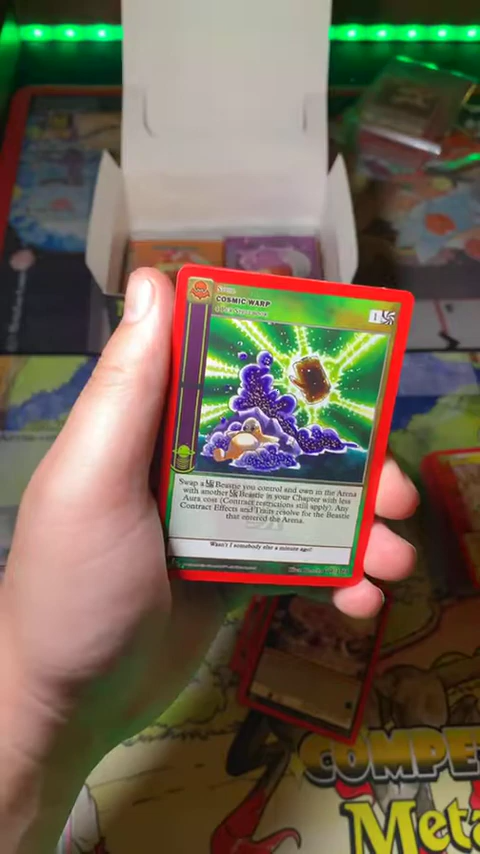 COSMIC WARP
1
Swap a Beastie you control and own in the Arena
with another Beastie in your Chapter with less
Aura cost (Contract restrictions still apply). Any
Contract Effects and Traits resolve for the Beastie
that entered the Arena.
Wasn't I somebody else a minute ago?
COMPE
Meta